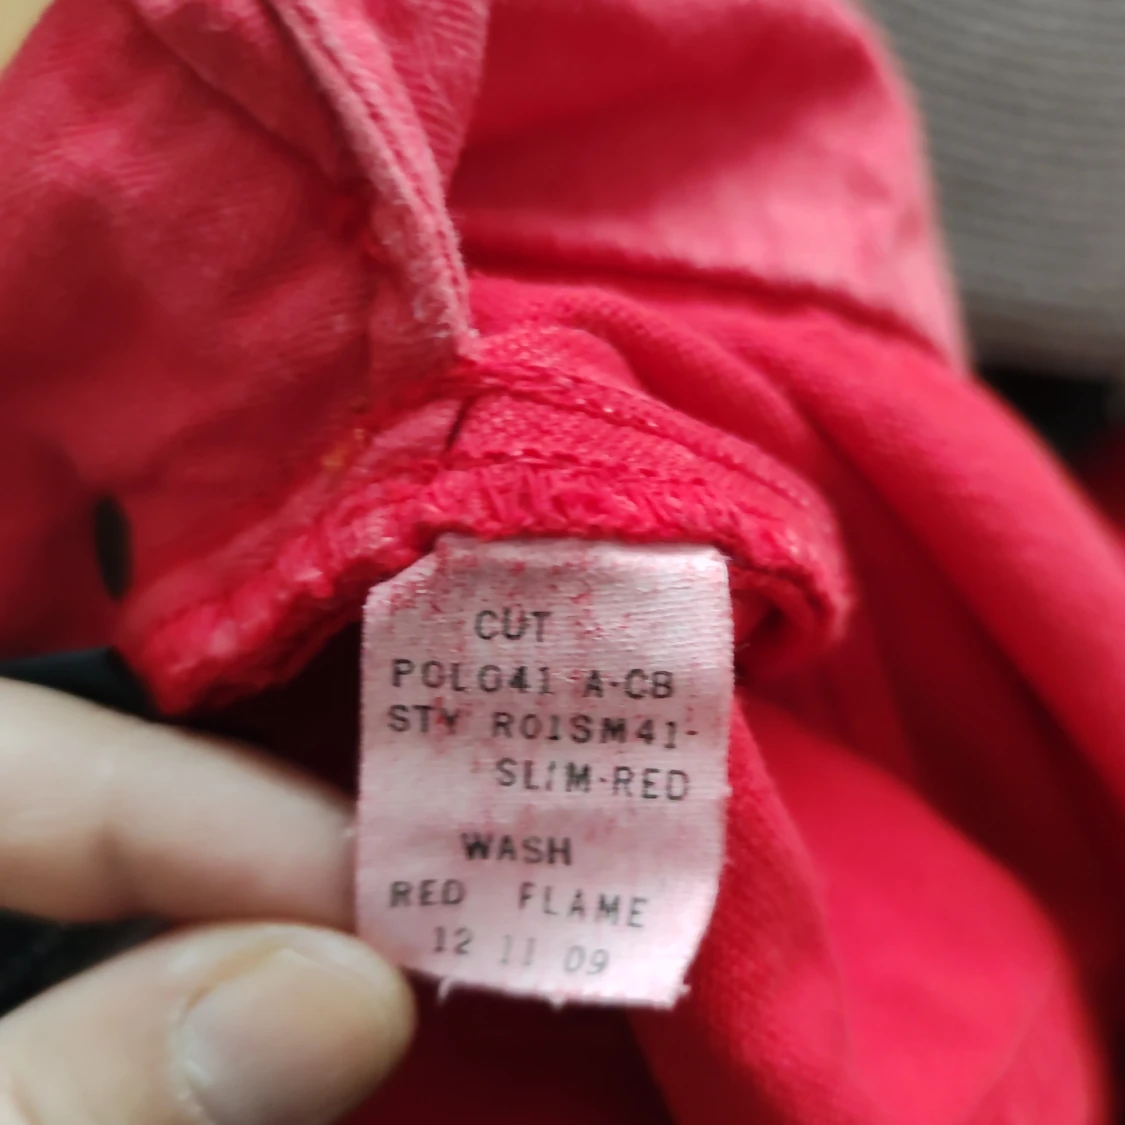 CUT
POLO41 A-CB
STY R01SM41-
SLIM-RED
WASH
RED FLAME
12 11 09